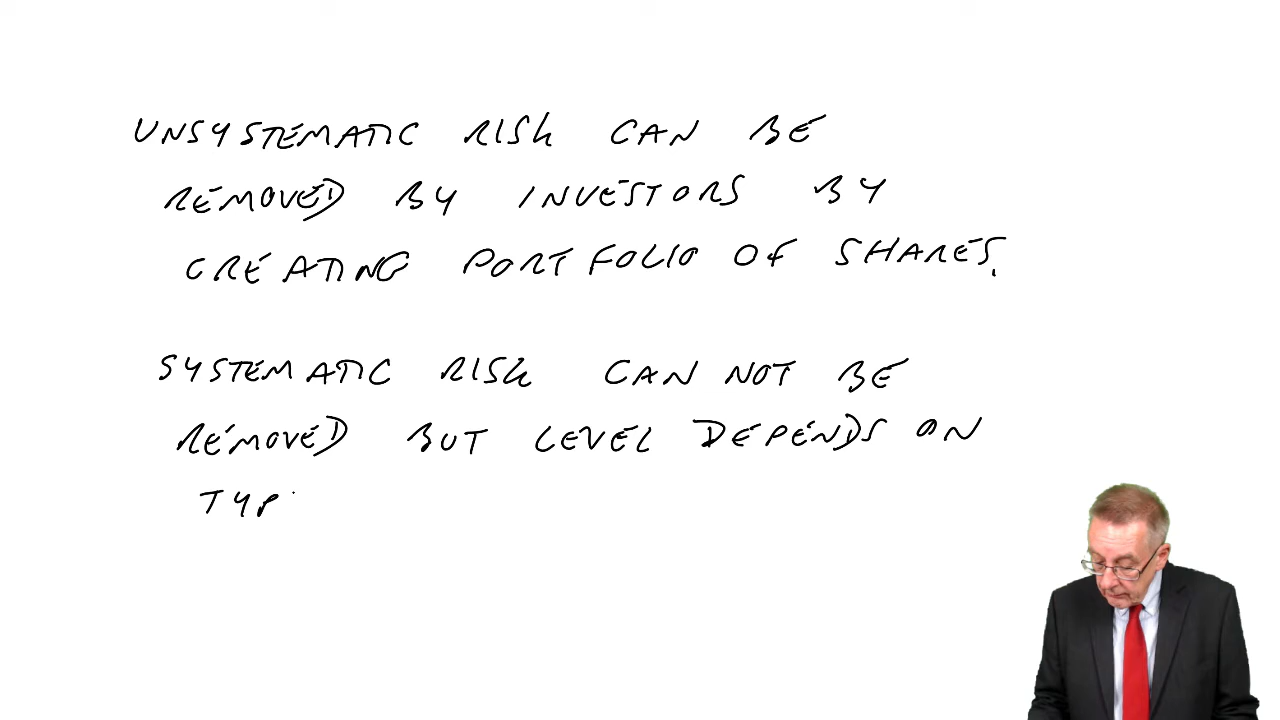 UNSYSTEMATIC RISK CAN BE
REMOVED BY INVESTORS BY
CREATING PORTFOLIO OF SHARES.
SYSTEMATIC RISK CAN NOT BE
REMOVED BUT LEVEL DEPENDS ON
TYP